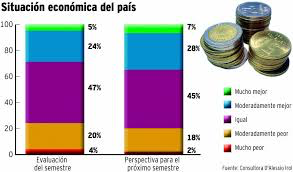 Situación económica del país
100
80
60
40
20
0
5%
24%
47%
20%
4%
7%
28%
45%
18%
2%
Evaluación
del semestre
Perspectiva para el
próximo semestre
Mucho mejor
Moderadamente mejor
Igual
Moderadamente peor
Mucho peor
Fuente: Consultora D'Alessio Irol